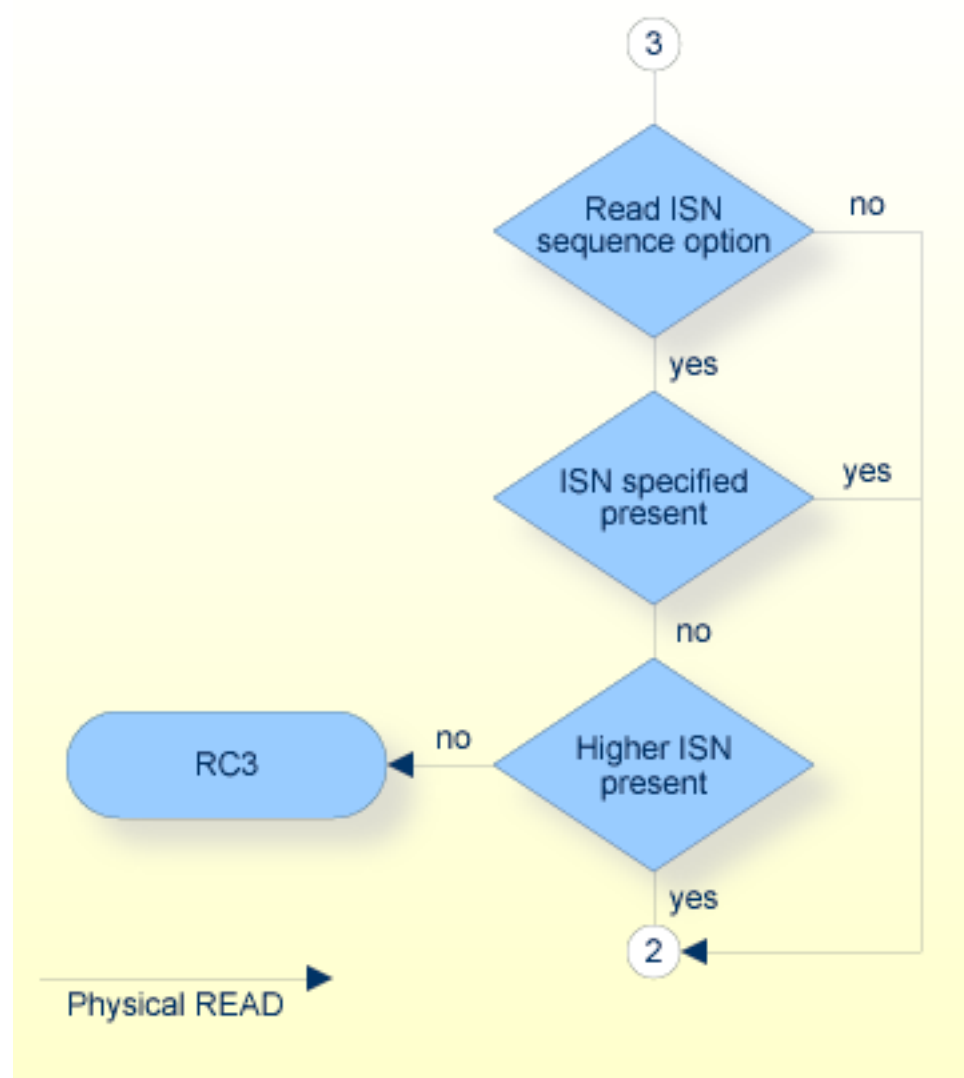 3
Read ISN
sequence option
no
yes
ISN specified
present
yes
no
Higher ISN
present
no
RC3
yes
2
Physical READ